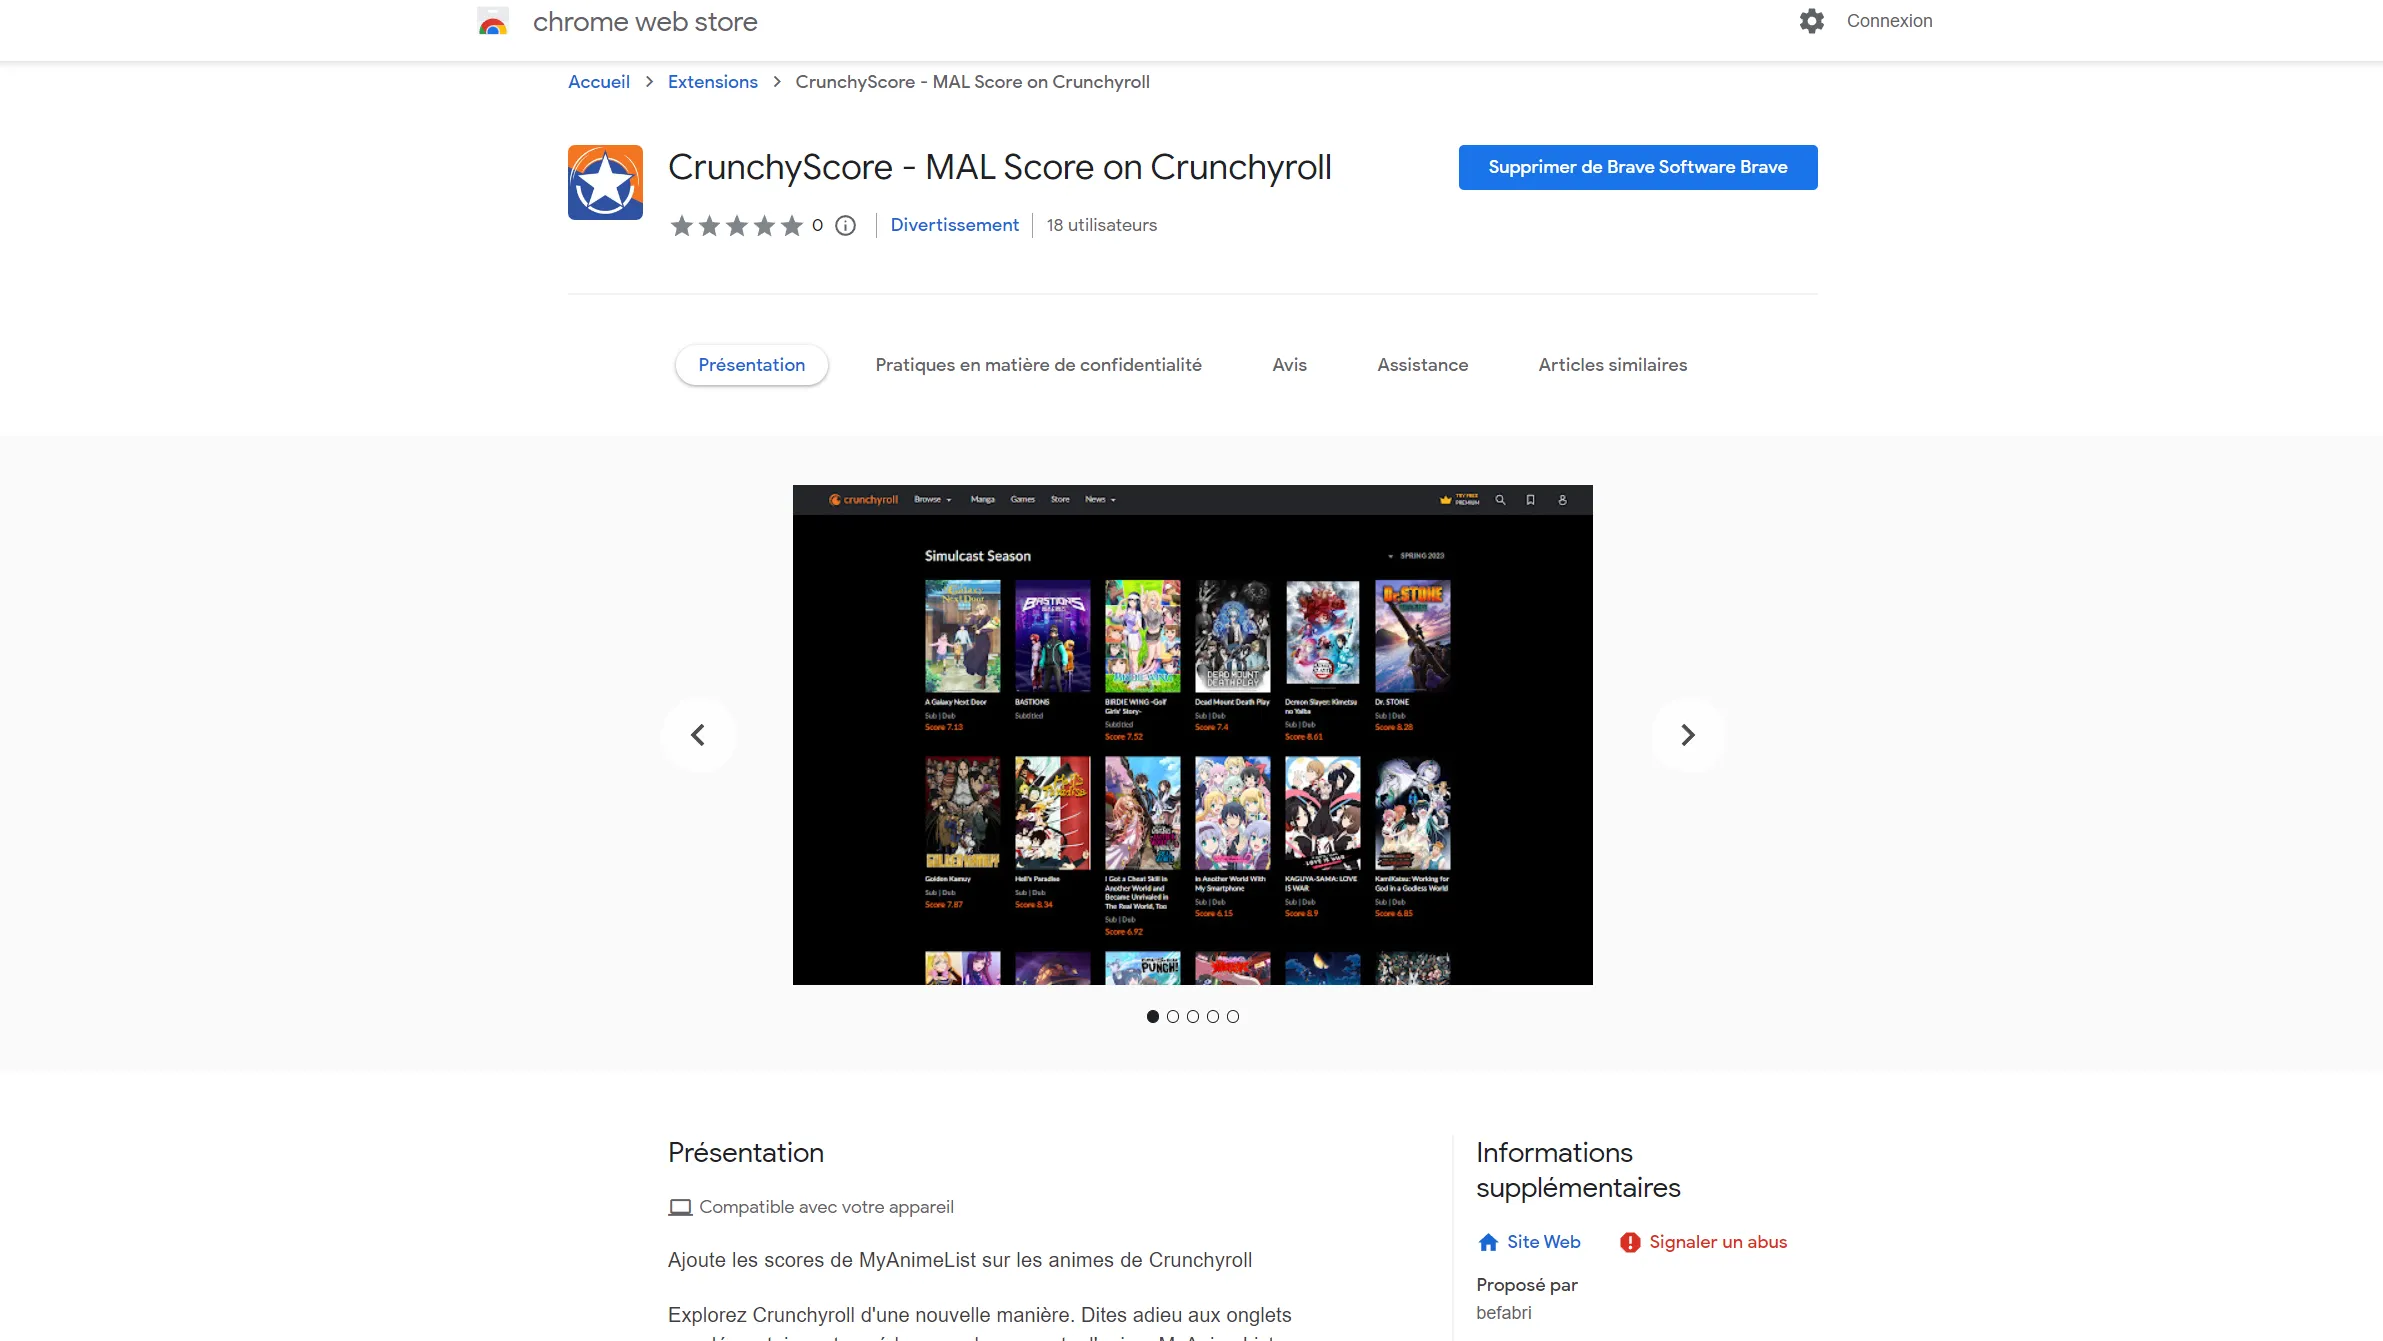 chrome web store
Connexion
Accueil > Extensions > CrunchyScore - MAL Score on Crunchyroll
CrunchyScore - MAL Score on Crunchyroll
Supprimer de Brave Software Brave
0
Divertissement
18 utilisateurs
Présentation
Pratiques en matière de confidentialité
Avis
Assistance
Articles similaires
crunchyroll Browse Manga Games Store News TRY FREE PREMIUM
Simulcast Season
SPRING 2023
A Galaxy Next Door
Sub | Dub
Score 7.13
BASTIONS
Subtitled
BIRDIE WING -Golf
Girls' Story-
Subtitled
Score 7.52
Dead Mount Death Play
Sub | Dub
Score 7.4
Demon Slayer: Kimetsu
no Yaiba
Sub | Dub
Score 8.61
Dr. STONE
Sub | Dub
Score 8.28
Golden Kamuy
Sub | Dub
Score 7.87
Hell's Paradise
Sub | Dub
Score 8.34
I Got a Cheat Skill in
Another World and
Became Unrivaled in
The Real World, Too
Sub | Dub
Score 6.92
In Another World With
My Smartphone
Sub | Dub
Score 6.15
KAGUYA-SAMA: LOVE
IS WAR
Sub | Dub
Score 8.9
KamiKatsu: Working for
God in a Godless World
Sub | Dub
Score 6.85
PUNCH!
Présentation
Compatible avec votre appareil
Ajoute les scores de MyAnimeList sur les animes de Crunchyroll
Explorez Crunchyroll d'une nouvelle manière. Dites adieu aux onglets
Informations
supplémentaires
Site Web
Signaler un abus
Proposé par
befabri